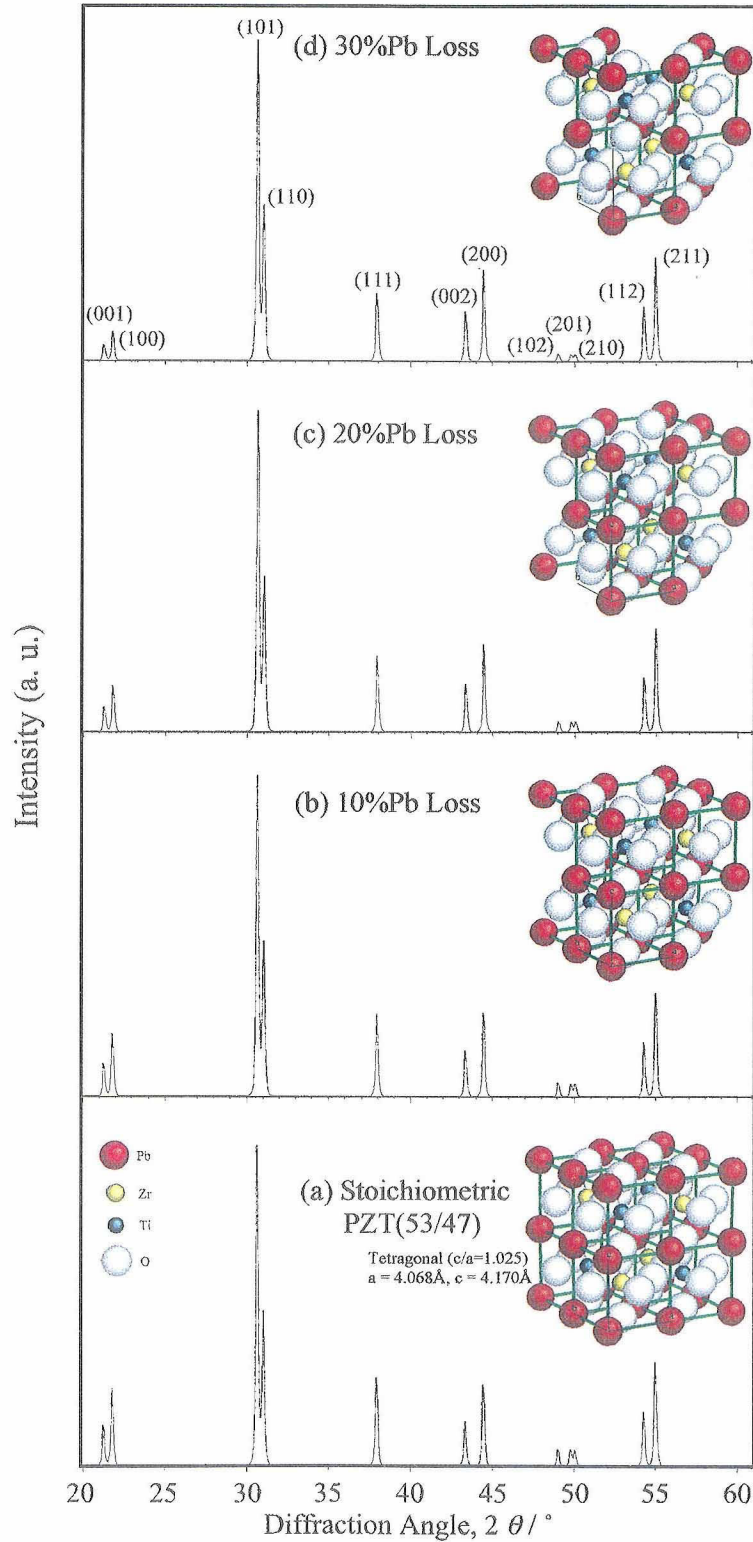 (101)
(d) 30%Pb Loss
(110)
(200)
(211)
(111)
(002)
(112)
(001)
(201)
(100)
(102)
(210)
(c) 20%Pb Loss
(b) 10%Pb Loss
Intensity (a. u.)
Pb
Zr
Ti
O
(a) Stoichiometric
PZT(53/47)
Tetragonal (c/a=1.025)
a = 4.068Å, c = 4.170Å
20 25 30 35 40 45 50 55 60
Diffraction Angle, 2 θ / °